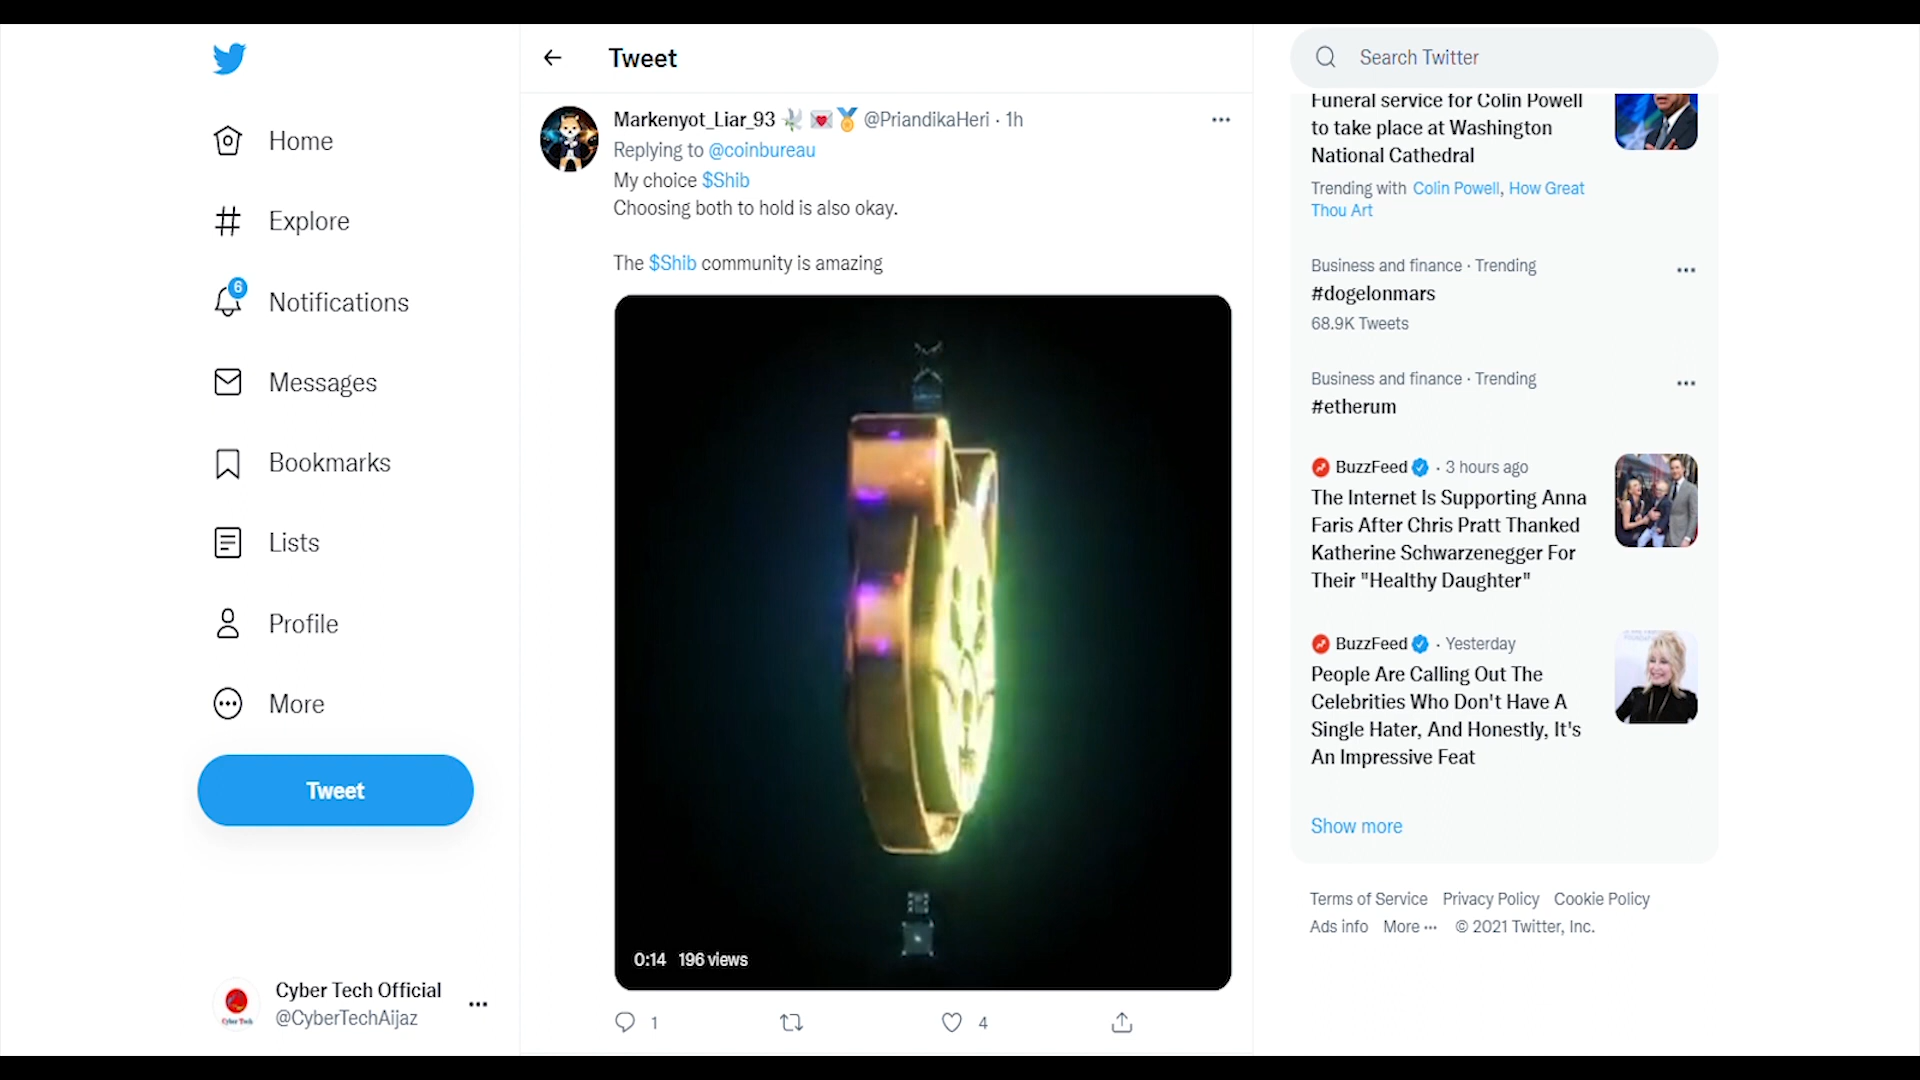 Home
Explore
6
Notifications
Messages
Bookmarks
Lists
Profile
More
Tweet
Cyber Tech Official
@CyberTechAijaz
Cyber Tech
Tweet
Markenyot_Liar_93 🕊 💌 🏅 @PriandikaHeri · 1h
Replying to @coinbureau
My choice $Shib
Choosing both to hold is also okay.
The $Shib community is amazing
0:14 196 views
1
4
Search Twitter
Funeral service for Colin Powell
to take place at Washington
National Cathedral
Trending with Colin Powell, How Great
Thou Art
Business and finance · Trending
#dogelonmars
68.9K Tweets
Business and finance · Trending
#etherum
BuzzFeed · 3 hours ago
The Internet Is Supporting Anna
Faris After Chris Pratt Thanked
Katherine Schwarzenegger For
Their "Healthy Daughter"
BuzzFeed · Yesterday
People Are Calling Out The
Celebrities Who Don't Have A
Single Hater, And Honestly, It's
An Impressive Feat
Show more
Terms of Service Privacy Policy Cookie Policy
Ads info More ··· © 2021 Twitter, Inc.